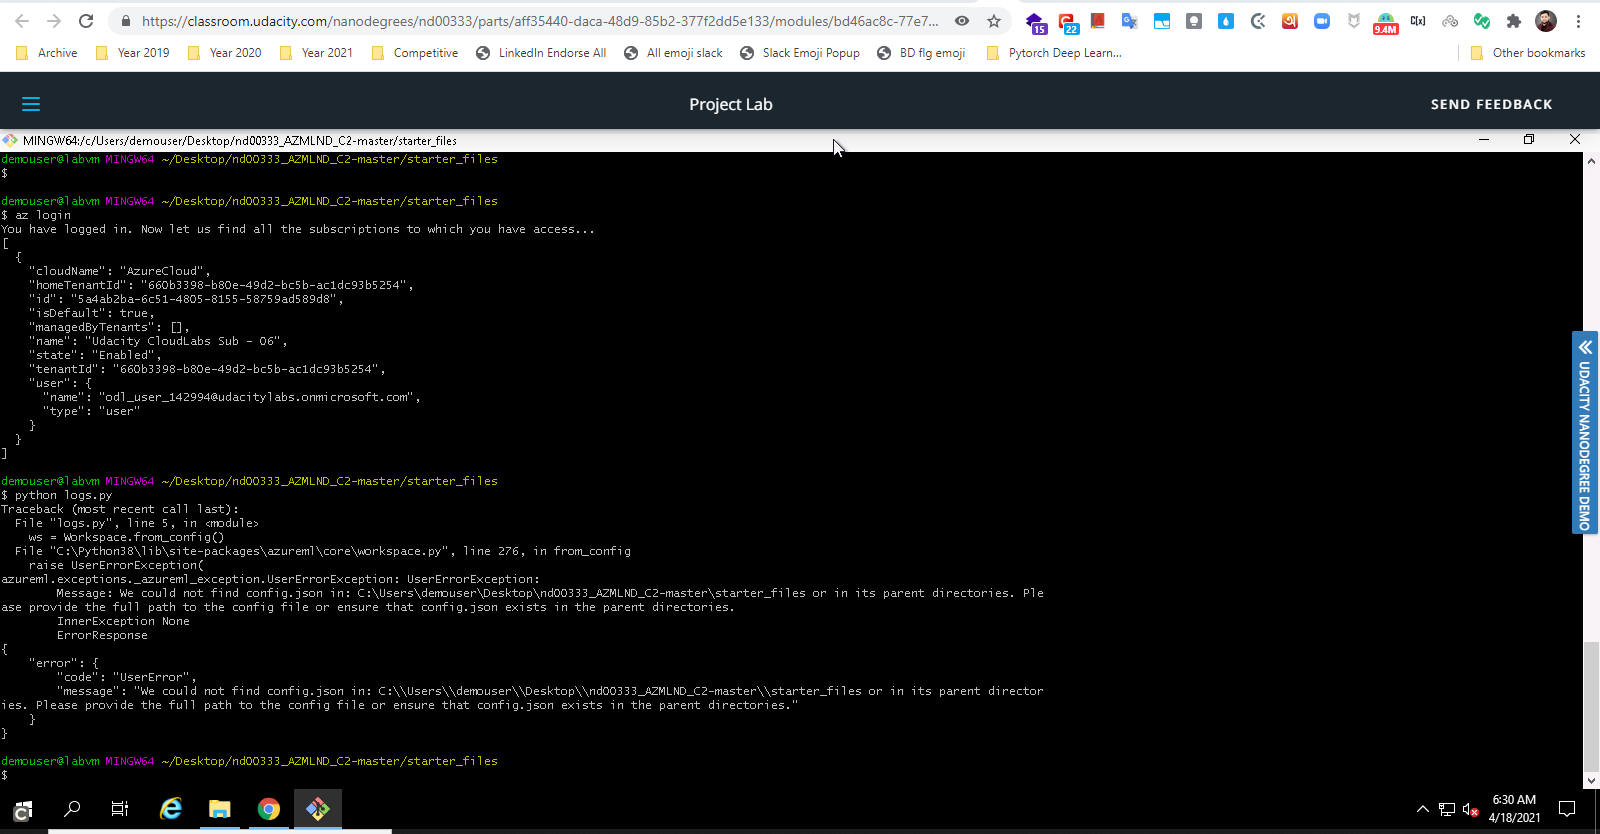 https://classroom.udacity.com/nanodegrees/nd00333/parts/aff35440-daca-48d9-85b2-377f2dd5e133/modules/bd46ac8c-77e7...
15
22
9.4M
Archive
Year 2019
Year 2020
Year 2021
Competitive
LinkedIn Endorse All
All emoji slack
Slack Emoji Popup
BD flg emoji
Pytorch Deep Learn...
Other bookmarks
Project Lab
SEND FEEDBACK
MINGW64:/c/Users/demouser/Desktop/nd00333_AZMLND_C2-master/starter_files
demouser@labvm MINGW64 ~/Desktop/nd00333_AZMLND_C2-master/starter_files
$
demouser@labvm MINGW64 ~/Desktop/nd00333_AZMLND_C2-master/starter_files
$ az login
You have logged in. Now let us find all the subscriptions to which you have access...
[
  {
    "cloudName": "AzureCloud",
    "homeTenantId": "660b3398-b80e-49d2-bc5b-ac1dc93b5254",
    "id": "5a4ab2ba-6c51-4805-8155-58759ad589d8",
    "isDefault": true,
    "managedByTenants": [],
    "name": "Udacity CloudLabs Sub - 06",
    "state": "Enabled",
    "tenantId": "660b3398-b80e-49d2-bc5b-ac1dc93b5254",
    "user": {
      "name": "odl_user_142994@udacitylabs.onmicrosoft.com",
      "type": "user"
    }
  }
]
demouser@labvm MINGW64 ~/Desktop/nd00333_AZMLND_C2-master/starter_files
$ python logs.py
Traceback (most recent call last):
  File "logs.py", line 5, in <module>
    ws = Workspace.from_config()
  File "C:\Python38\lib\site-packages\azureml\core\workspace.py", line 276, in from_config
    raise UserErrorException(
azureml.exceptions._azureml_exception.UserErrorException: UserErrorException:
        Message: We could not find config.json in: C:\Users\demouser\Desktop\nd00333_AZMLND_C2-master\starter_files or in its parent directories. Ple
ase provide the full path to the config file or ensure that config.json exists in the parent directories.
        InnerException None
        ErrorResponse
{
    "error": {
        "code": "UserError",
        "message": "We could not find config.json in: C:\\Users\\demouser\\Desktop\\nd00333_AZMLND_C2-master\\starter_files or in its parent director
ies. Please provide the full path to the config file or ensure that config.json exists in the parent directories."
    }
}
demouser@labvm MINGW64 ~/Desktop/nd00333_AZMLND_C2-master/starter_files
$
UDACITY NANODEGREE DEMO
6:30 AM
4/18/2021